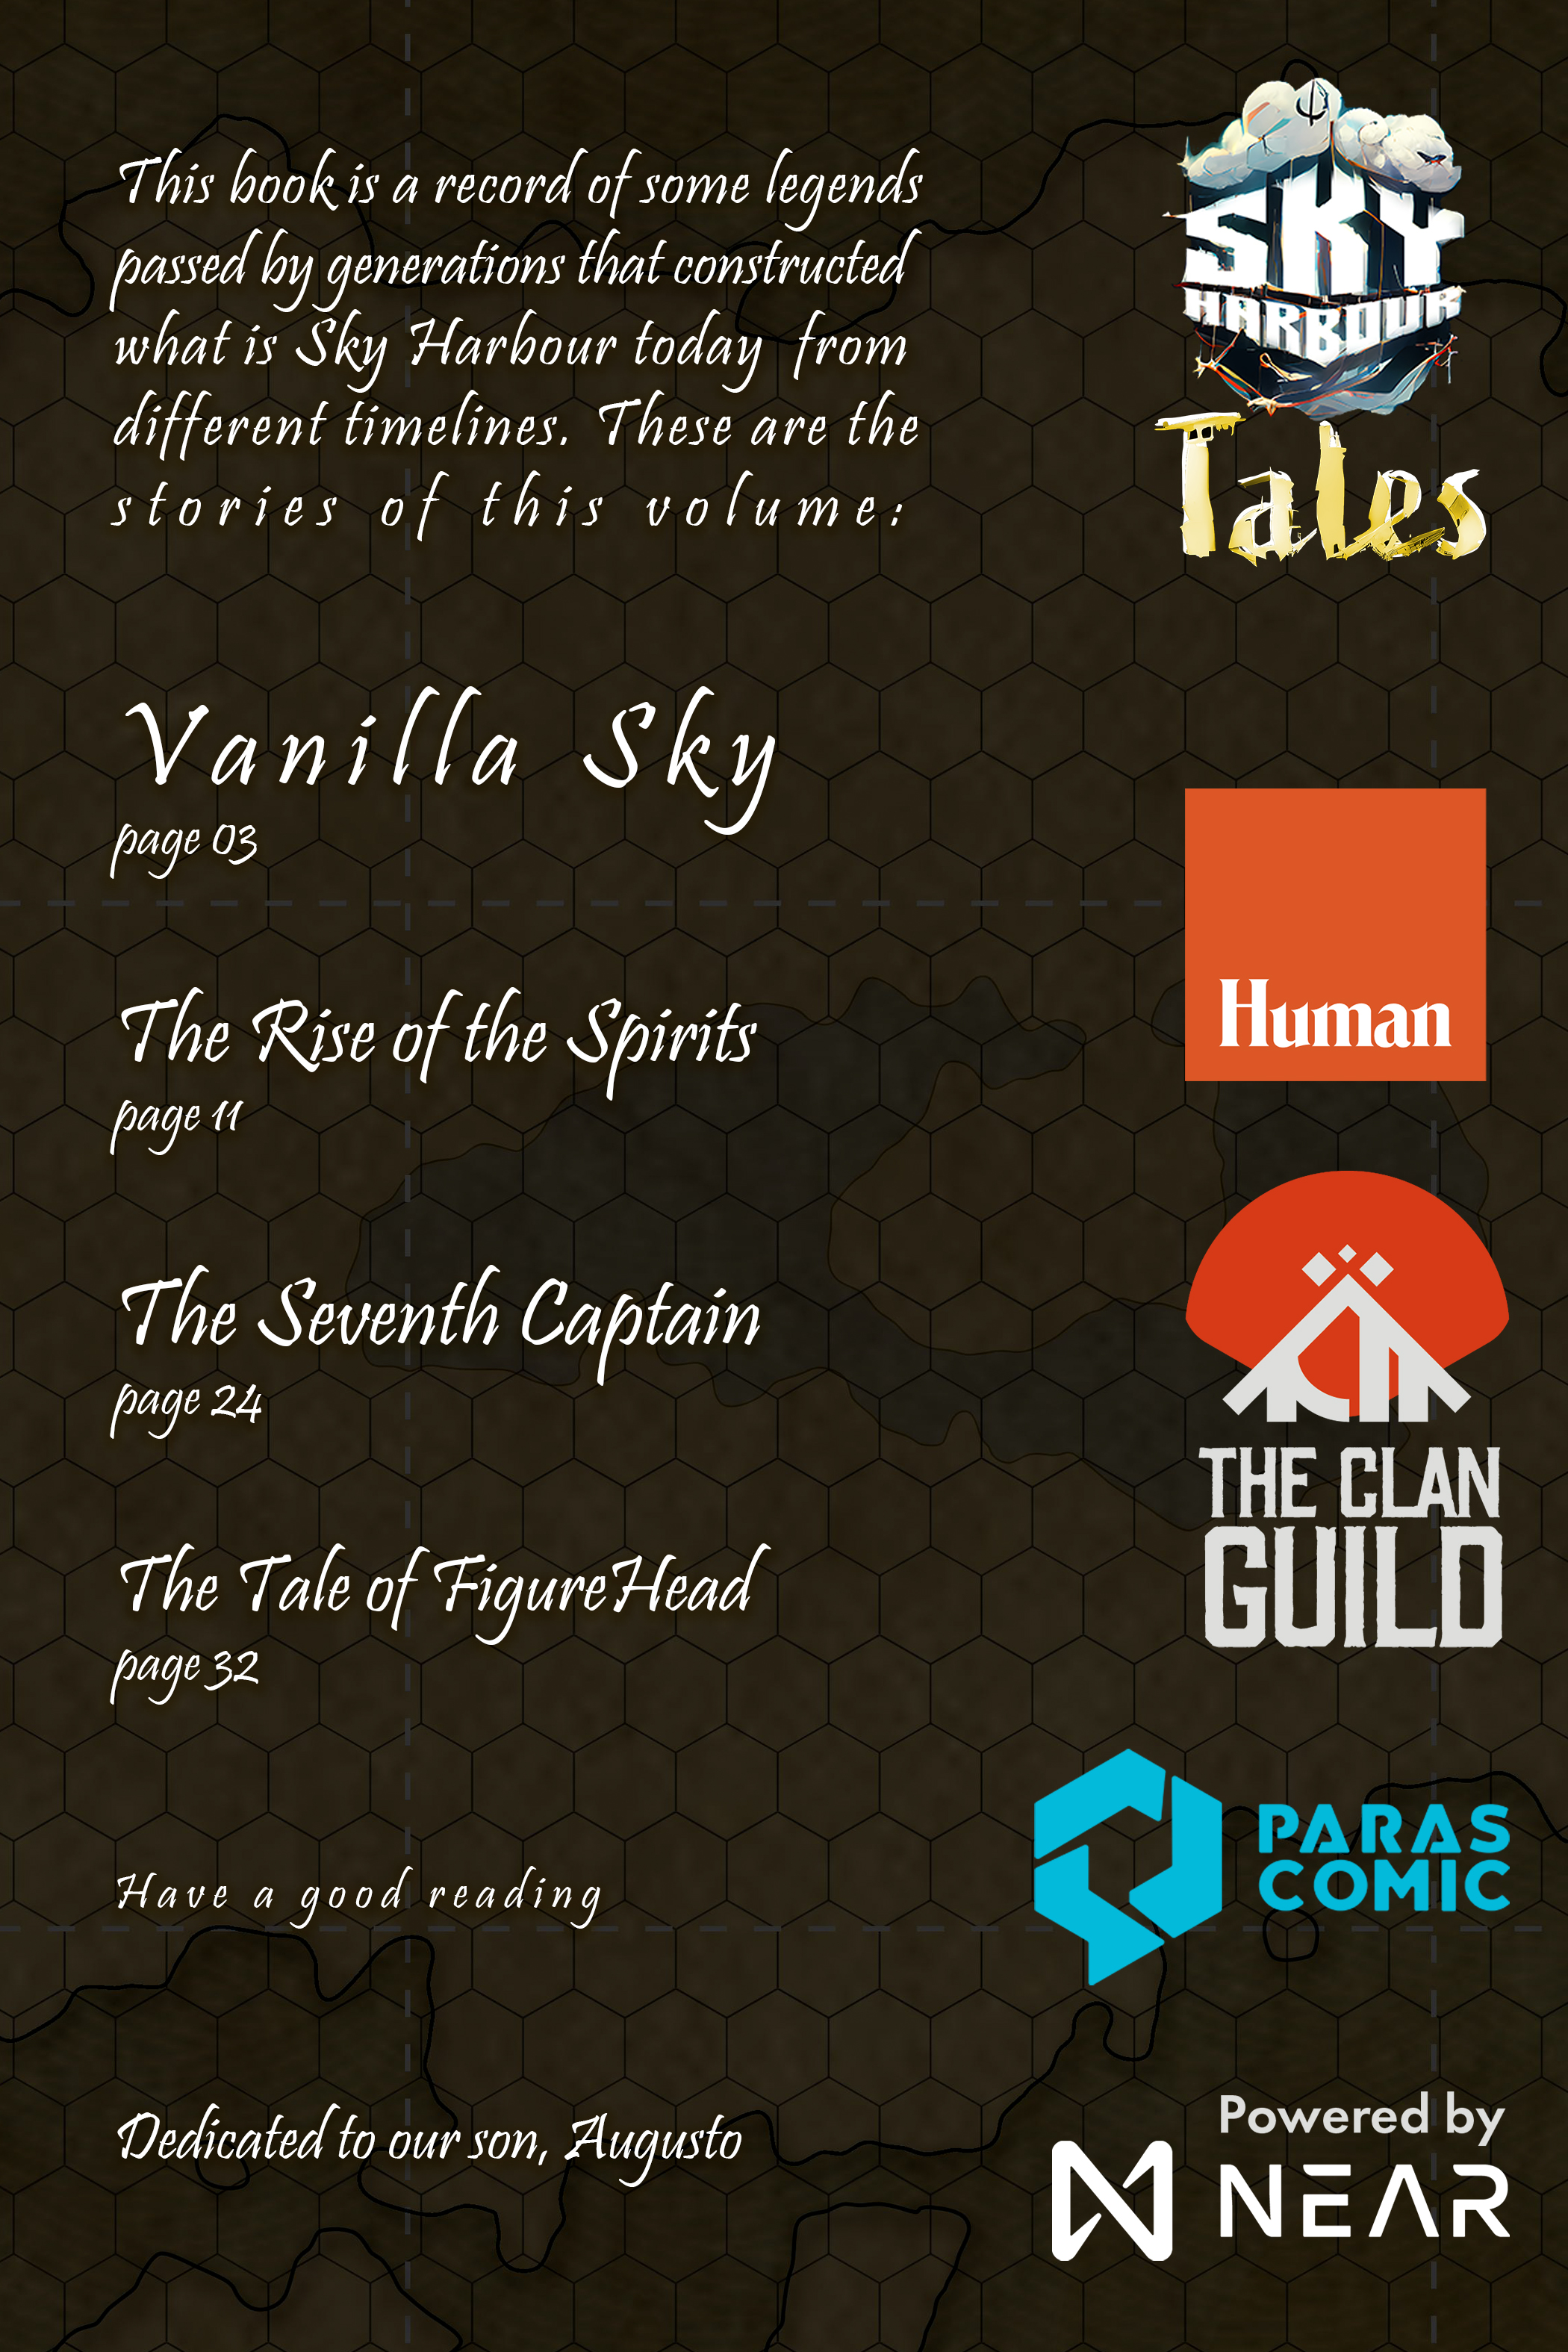 This book is a record of some legends
passed by generations that constructed
what is Sky Harbour today from
different timelines. These are the
stories of this volume:
SKY
HARBOUR
Tales
Vanilla Sky
page 03
The Rise of the Spirits
page 11
The Seventh Captain
page 24
The Tale of FigureHead
page 32
Have a good reading
Dedicated to our son, Augusto
Human
THE CLAN
GUILD
PARAS
COMIC
Powered by
NEAR